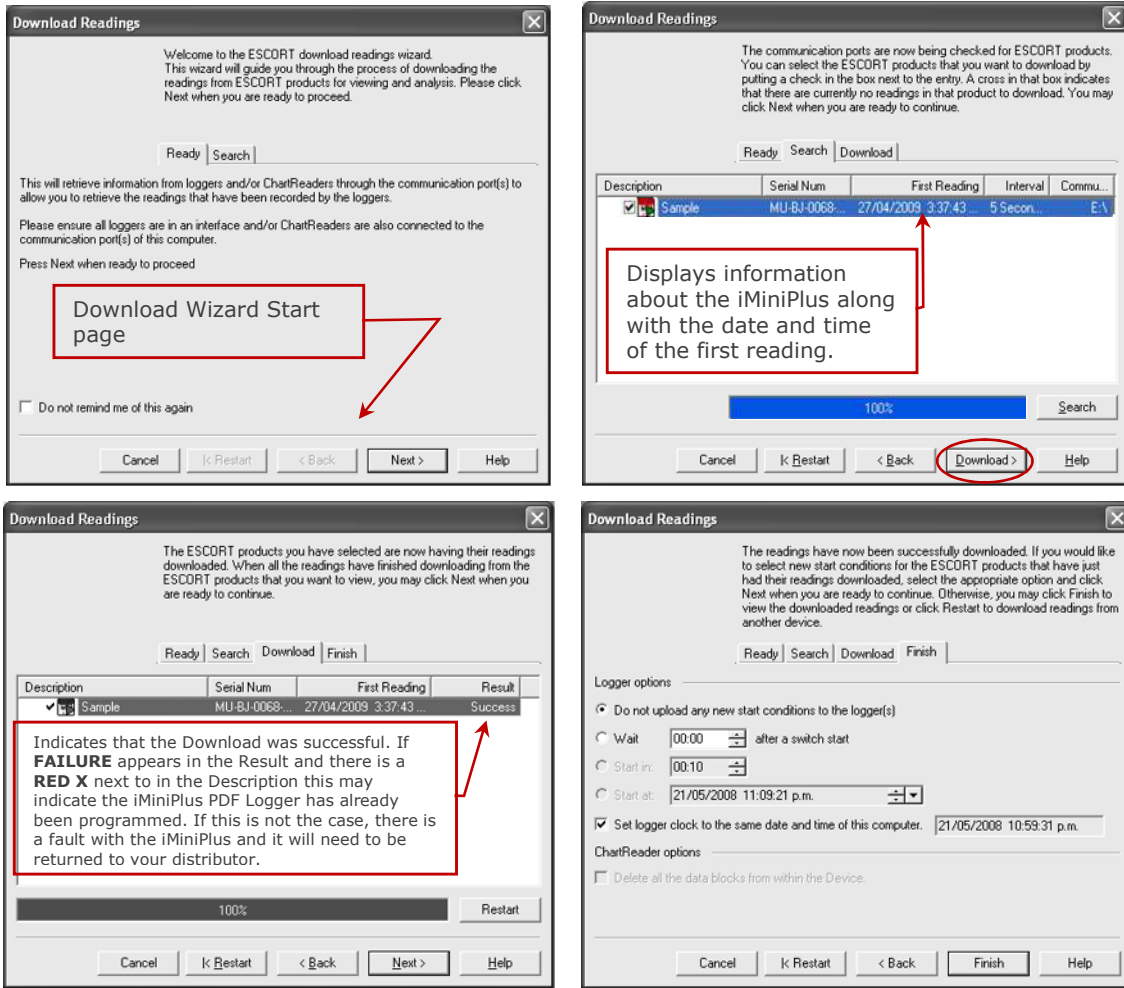 Download Readings
Welcome to the ESCORT download readings wizard.
This wizard will guide you through the process of downloading the
readings from ESCORT products for viewing and analysis. Please click
Next when you are ready to proceed.
Ready Search
This will retrieve information from loggers and/or ChartReaders through the communication port(s) to
allow you to retrieve the readings that have been recorded by the loggers.
Please ensure all loggers are in an interface and/or ChartReaders are also connected to the
communication port(s) of this computer.
Press Next when ready to proceed
Download Wizard Start
page
Do not remind me of this again
Cancel |< Restart < Back Next > Help
Download Readings
The communication ports are now being checked for ESCORT products.
You can select the ESCORT products that you want to download by
putting a check in the box next to the entry. A cross in that box indicates
that there are currently no readings in that product to download. You may
click Next when you are ready to continue.
Ready Search Download
Description Serial Num First Reading Interval Commu...
Sample MU-BJ-0068-... 27/04/2009 3:37:43 ... 5 Secon... E:\
Displays information
about the iMiniPlus along
with the date and time
of the first reading.
100% Search
Cancel |< Restart < Back Download > Help
Download Readings
The ESCORT products you have selected are now having their readings
downloaded. When all the readings have finished downloading from the
ESCORT products that you want to view, you may click Next when you
are ready to continue.
Ready Search Download Finish
Description Serial Num First Reading Result
Sample MU-BJ-0068-... 27/04/2009 3:37:43 ... Success
Indicates that the Download was successful. If
FAILURE appears in the Result and there is a
RED X next to in the Description this may
indicate the iMiniPlus PDF Logger has already
been programmed. If this is not the case, there is
a fault with the iMiniPlus and it will need to be
returned to your distributor.
100% Restart
Cancel |< Restart < Back Next > Help
Download Readings
The readings have now been successfully downloaded. If you would like
to select new start conditions for the ESCORT products that have just
had their readings downloaded, select the appropriate option and click
Next when you are ready to continue. Otherwise, you may click Finish to
view the downloaded readings or click Restart to download readings from
another device.
Ready Search Download Finish
Logger options
Do not upload any new start conditions to the logger(s)
Wait 00:00 after a switch start
Start in: 00:10
Start at: 21/05/2008 11:09:21 p.m.
Set logger clock to the same date and time of this computer. 21/05/2008 10:59:31 p.m.
ChartReader options
Delete all the data blocks from within the Device.
Cancel |< Restart < Back Finish Help